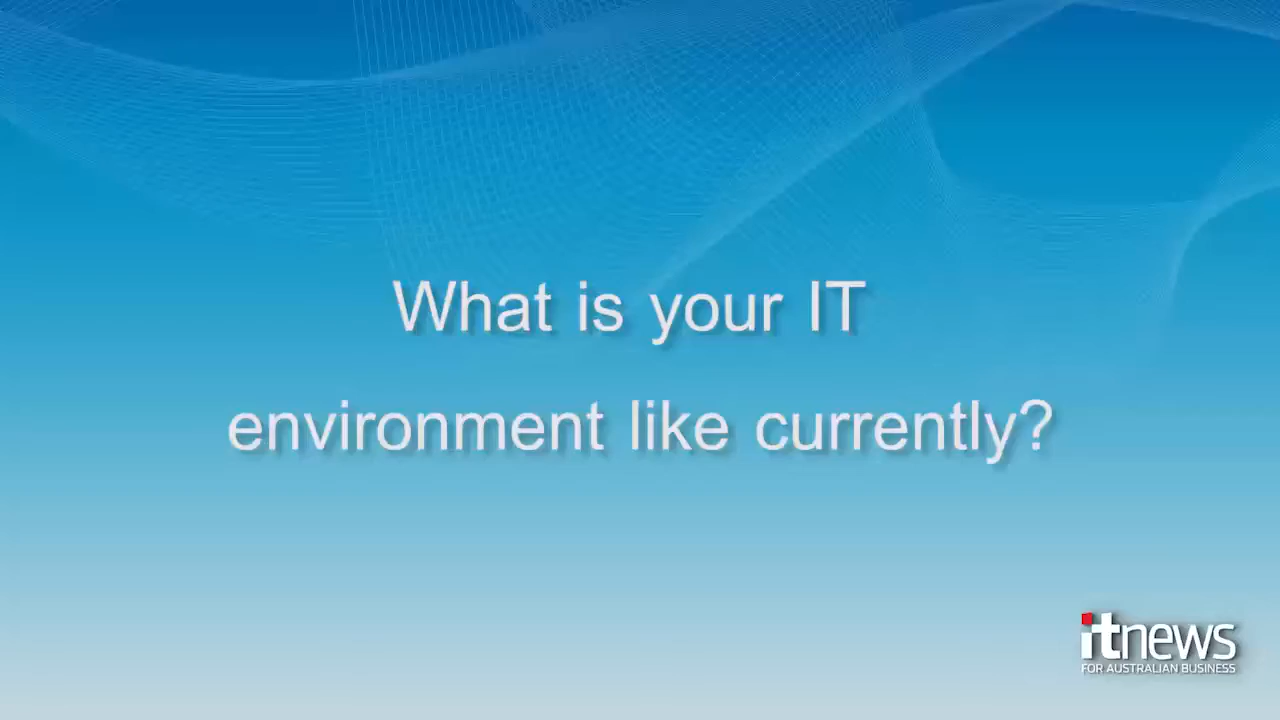 What is your IT
environment like currently?
itnews
FOR AUSTRALIAN BUSINESS